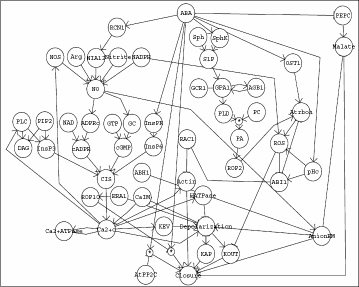 ABA
PEPC
RCN1
Sph
SphK
Malate
NOS
Arg
NIA12
Nitrite
NADPH
S1P
OST1
NO
GCR1
GPA1
AGB1
PLC
PIP2
NAD
ADPRc
GTP
GC
InsPK
PLD
PC
Atrboh
RAC1
PA
ROS
DAG
InsP3
cADPR
cGMP
InsP6
ROP2
pHc
CIS
ABH1
Actin
ABI1
ROP10
ERA1
CaIM
HATPase
Ca2+ATPase
Ca2+c
KEV
Depolarization
AnionEM
KAP
KOUT
AtPP2C
Closure